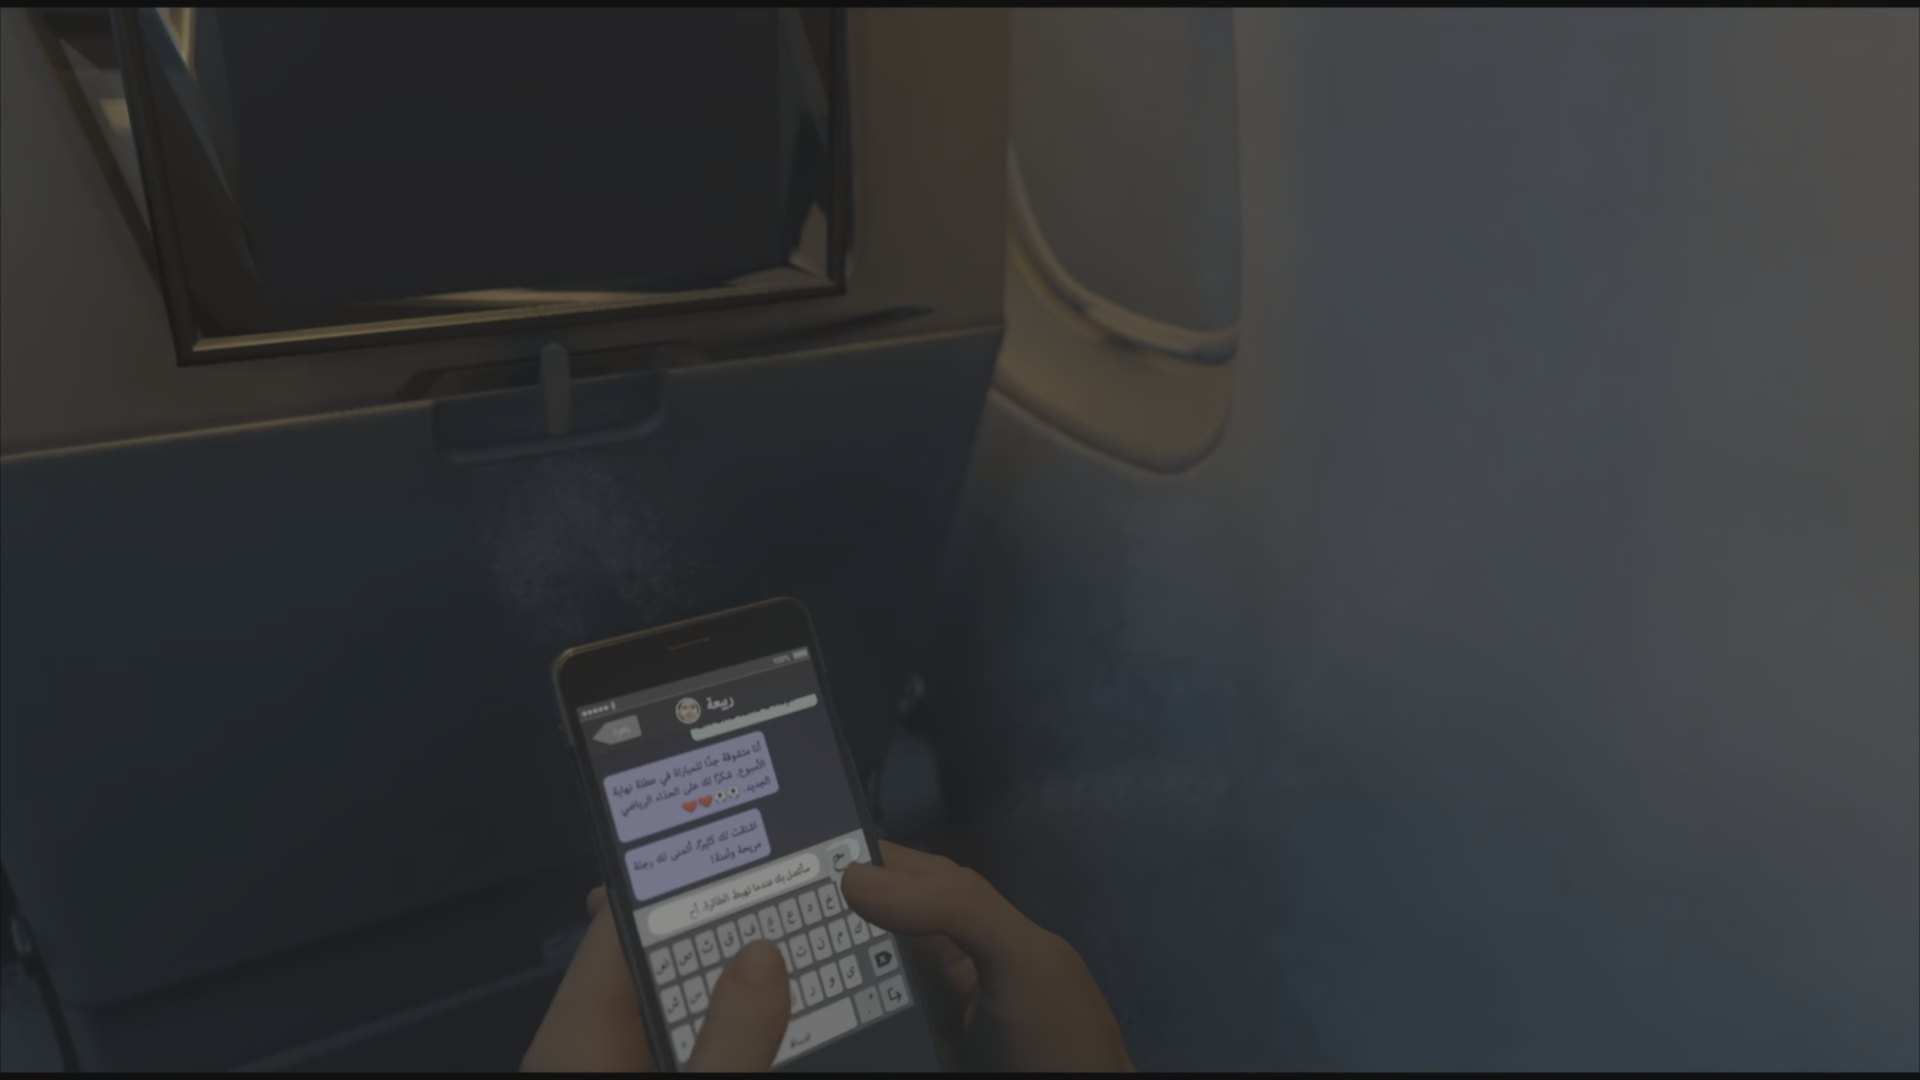 100%
ربيعة
أنا متشوقة جدًا للمباراة في عطلة نهاية
الأسبوع. شكرًا لك على الحذاء الرياضي
الجديد. ⚽⚽❤️❤️
اشتقت لك كثيرًا. أتمنى لك رحلة
مريحة وآمنة!
سأتصل بك عندما تهبط الطائرة. أح
ض ص ث ق ف غ ع ه خ
ش س ت ن م ك
ر و ى